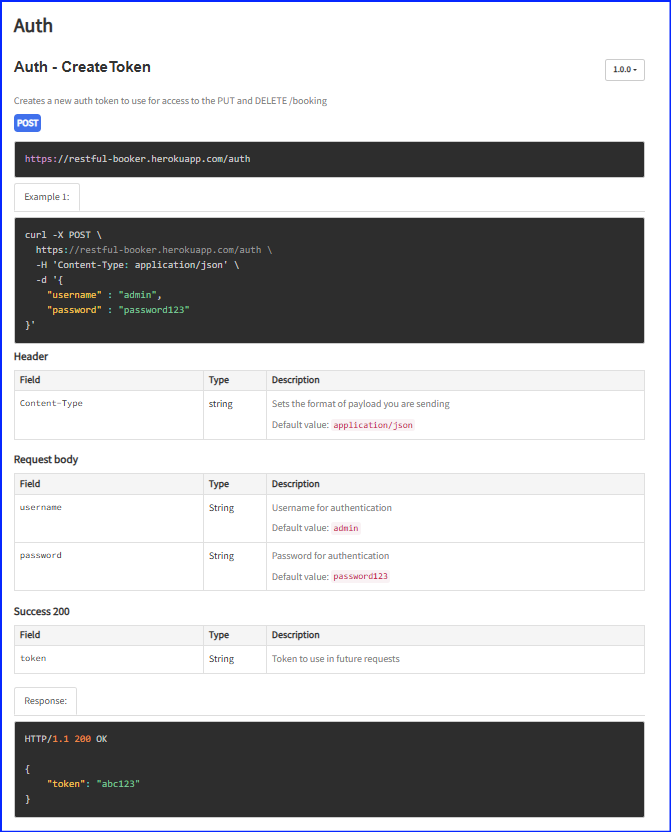 Auth
Auth - CreateToken
1.0.0
Creates a new auth token to use for access to the PUT and DELETE /booking
POST
https://restful-booker.herokuapp.com/auth
Example 1:
curl -X POST \
  https://restful-booker.herokuapp.com/auth \
  -H 'Content-Type: application/json' \
  -d '{
    "username" : "admin",
    "password" : "password123"
}'
Header
Field Type Description
Content-Type string Sets the format of payload you are sending
Default value: application/json
Request body
Field Type Description
username String Username for authentication
Default value: admin
password String Password for authentication
Default value: password123
Success 200
Field Type Description
token String Token to use in future requests
Response:
HTTP/1.1 200 OK
{
    "token": "abc123"
}